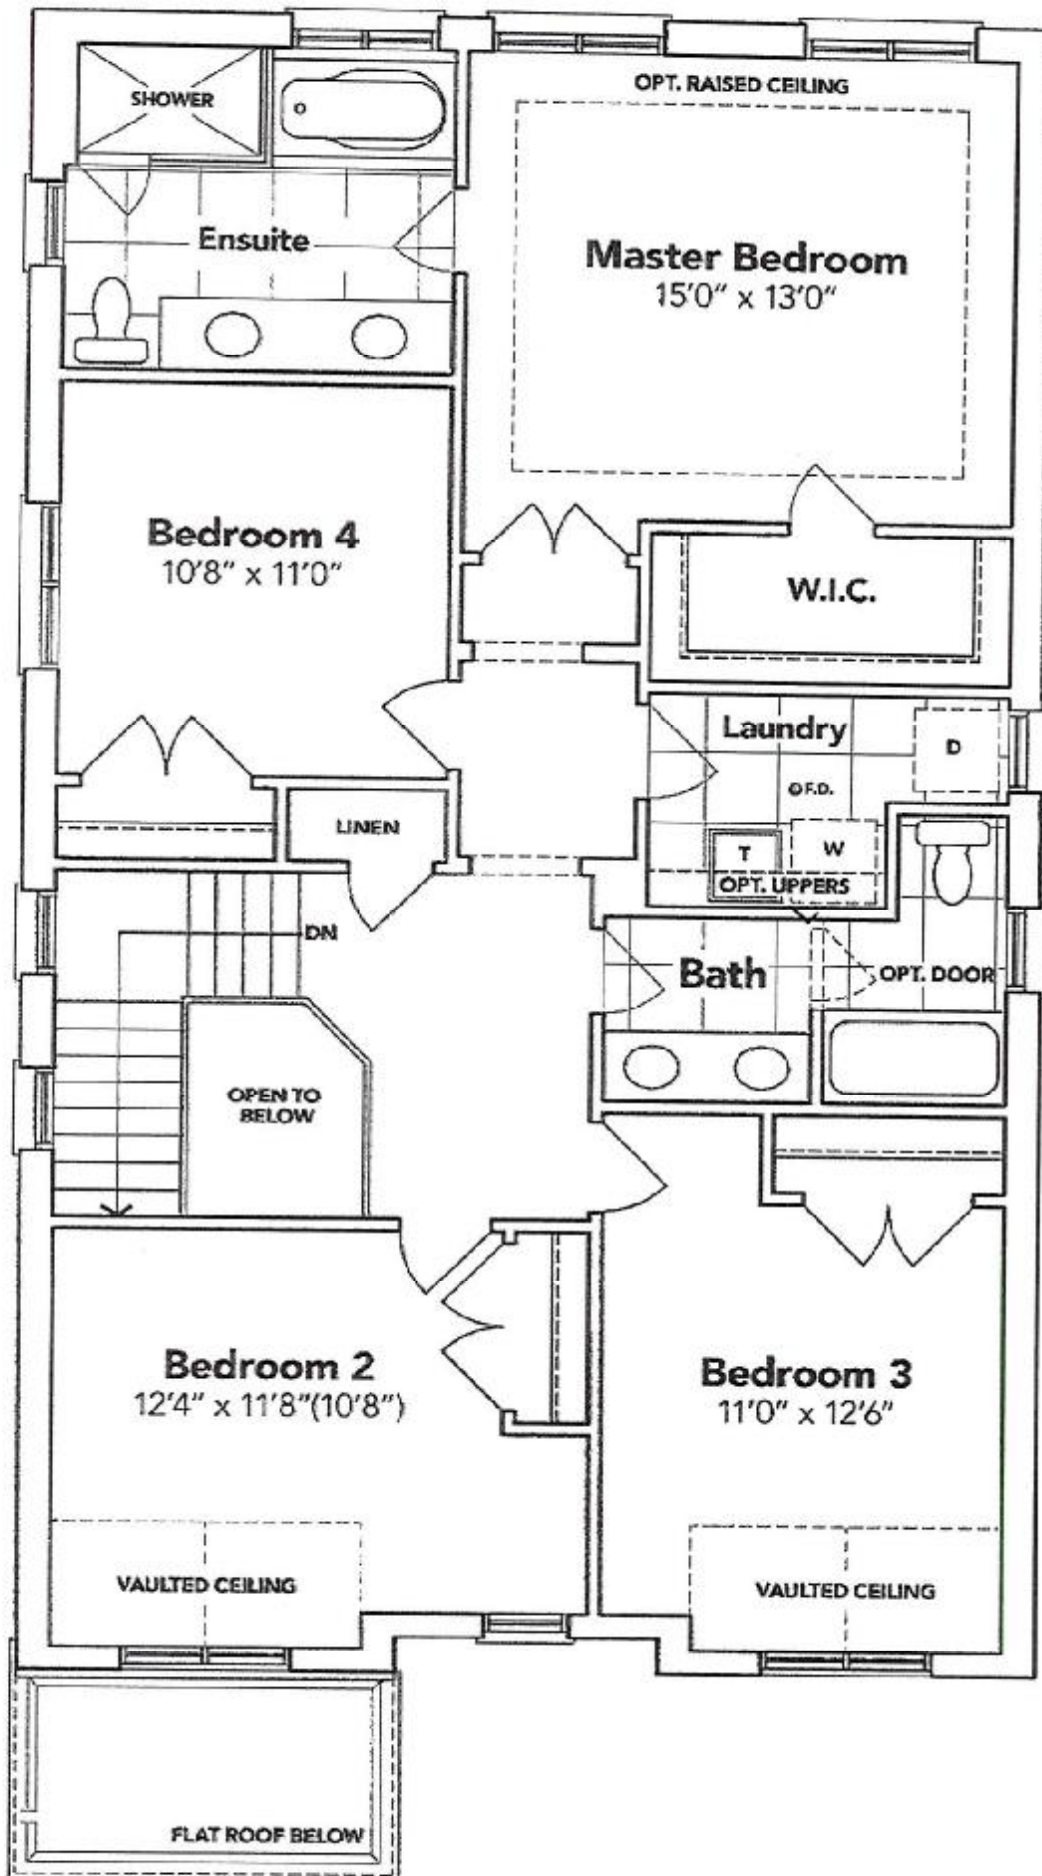 SHOWER
OPT. RAISED CEILING
Ensuite
Master Bedroom
15'0" x 13'0"
Bedroom 4
10'8" x 11'0"
W.I.C.
Laundry
D
F.D.
LINEN
T
W
OPT. UPPERS
DN
Bath
OPT. DOOR
OPEN TO
BELOW
Bedroom 2
12'4" x 11'8"(10'8")
Bedroom 3
11'0" x 12'6"
VAULTED CEILING
VAULTED CEILING
FLAT ROOF BELOW